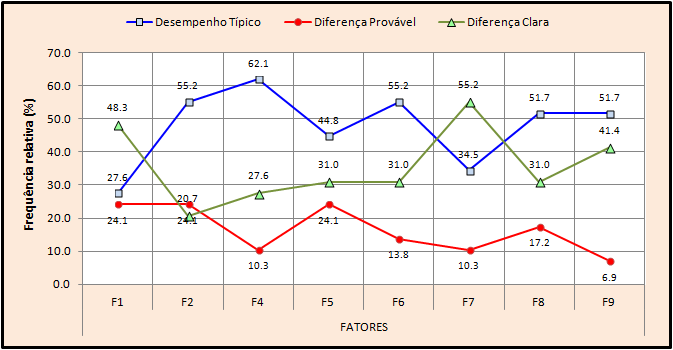 Desempenho Típico Diferença Provável Diferença Clara
Frequência relativa (%)
70.0
60.0
50.0
40.0
30.0
20.0
10.0
0.0
27.6 55.2 62.1 44.8 55.2 34.5 51.7 51.7
24.1 24.1 10.3 24.1 13.8 10.3 17.2 6.9
48.3 20.7 27.6 31.0 31.0 55.2 31.0 41.4
F1 F2 F4 F5 F6 F7 F8 F9
FATORES